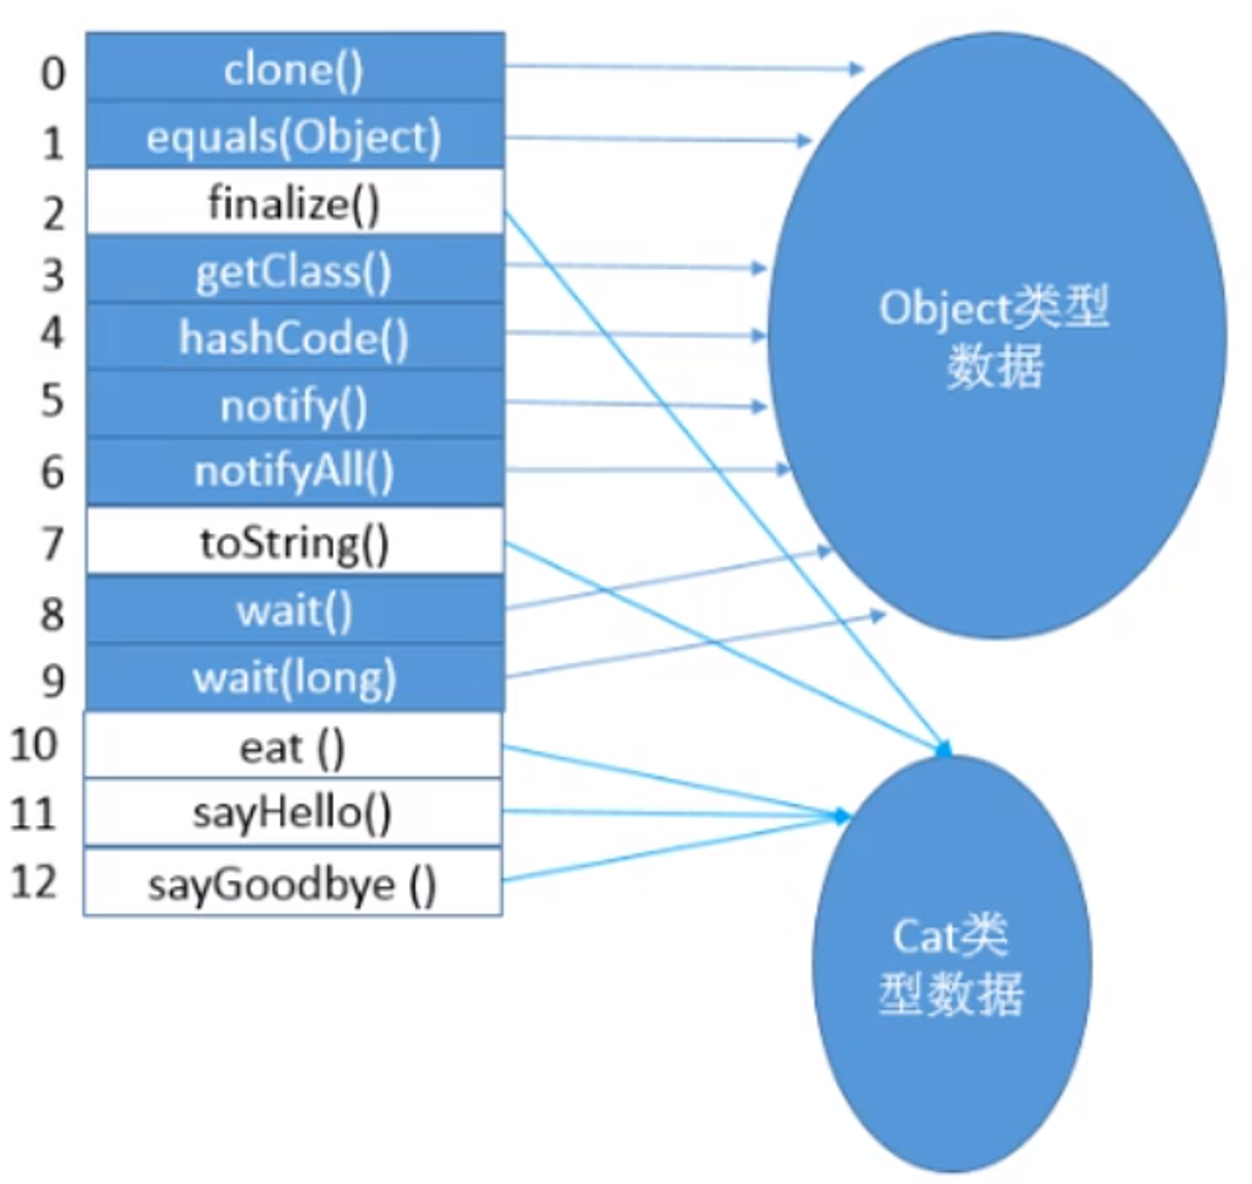 0 clone()
1 equals(Object)
2 finalize()
3 getClass()
4 hashCode()
5 notify()
6 notifyAll()
7 toString()
8 wait()
9 wait(long)
10 eat ()
11 sayHello()
12 sayGoodbye ()
Object类型
数据
Cat类
型数据